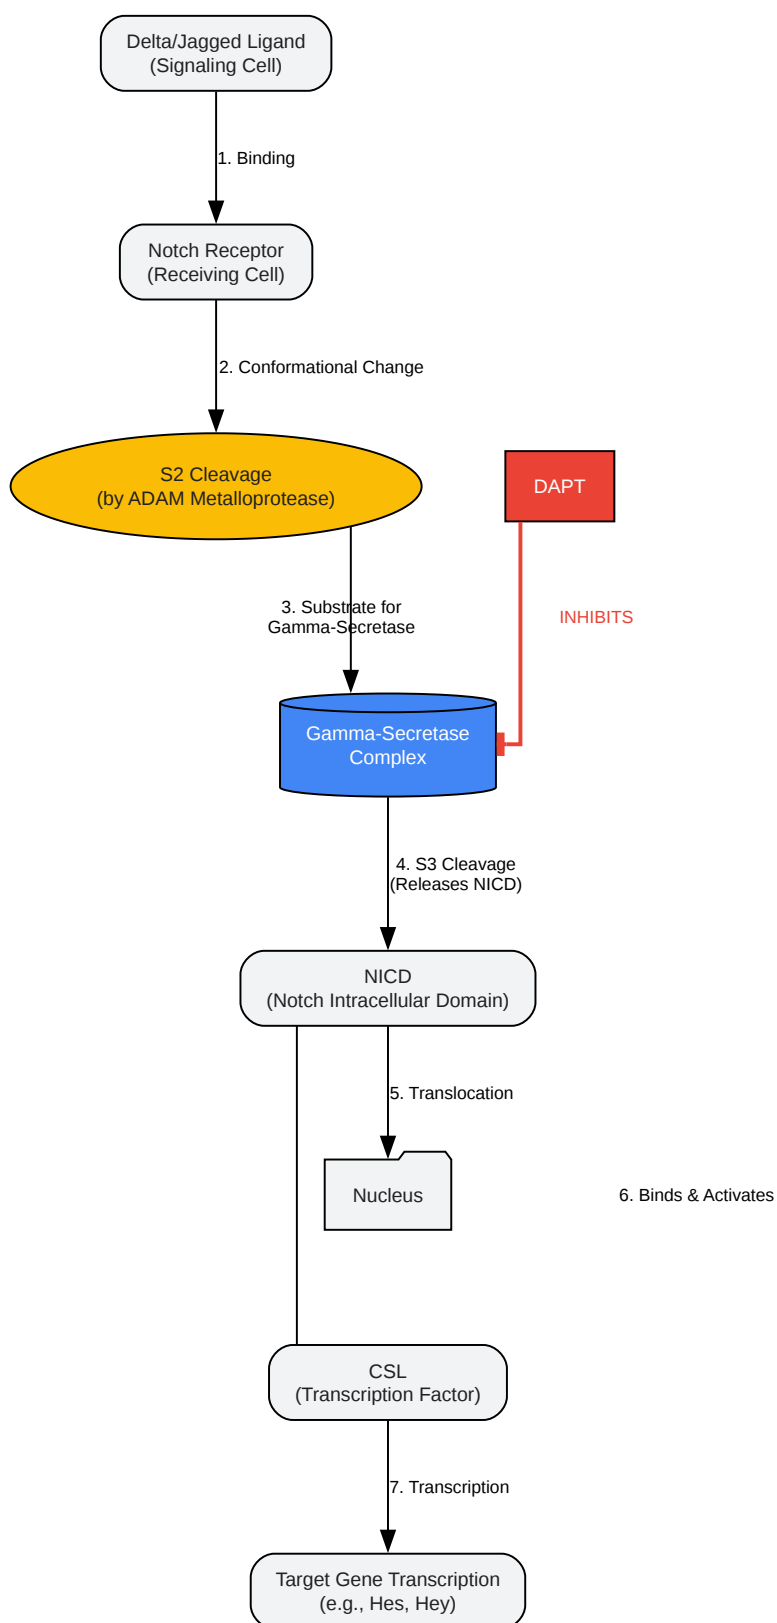 Delta/Jagged Ligand
(Signaling Cell)
1. Binding
Notch Receptor
(Receiving Cell)
2. Conformational Change
S2 Cleavage
(by ADAM Metalloprotease)
DAPT
3. Substrate for
Gamma-Secretase
INHIBITS
Gamma-Secretase
Complex
4. S3 Cleavage
(Releases NICD)
NICD
(Notch Intracellular Domain)
5. Translocation
Nucleus
6. Binds & Activates
CSL
(Transcription Factor)
7. Transcription
Target Gene Transcription
(e.g., Hes, Hey)